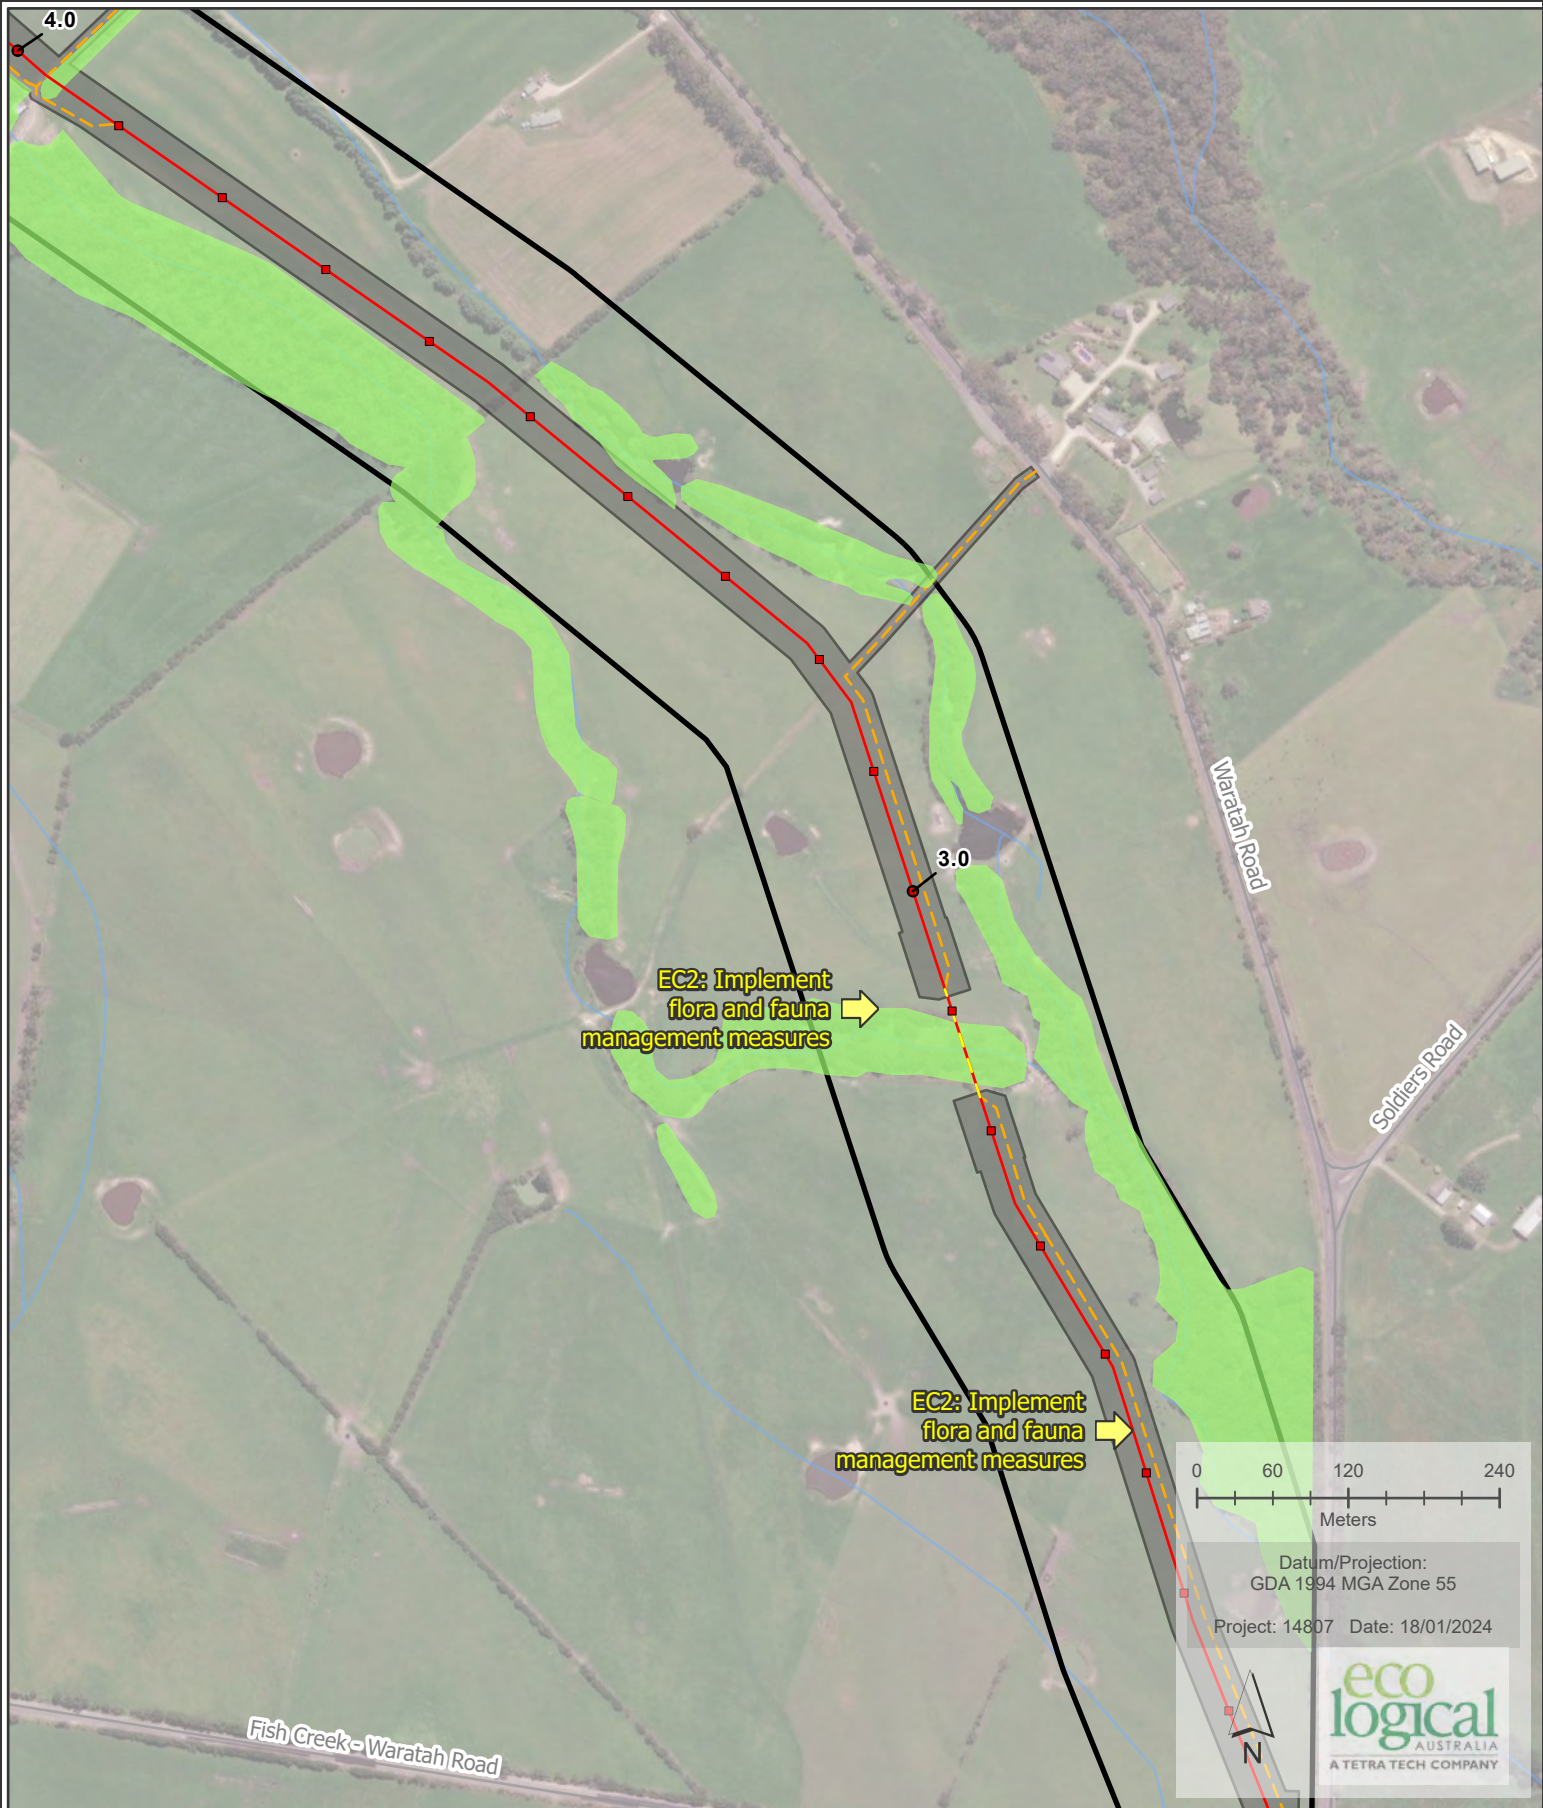 4.0
Waratah Road
3.0
EC2: Implement
flora and fauna
management measures
Soldiers Road
EC2: Implement
flora and fauna
management measures
0 60 120 240
Meters
Datum/Projection:
GDA 1994 MGA Zone 55
Project: 14807 Date: 18/01/2024
eco
logical
AUSTRALIA
A TETRA TECH COMPANY
N
Fish Creek - Waratah Road